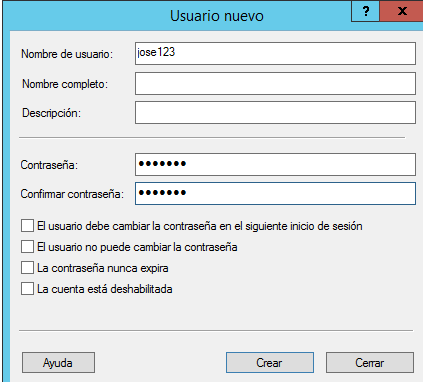 Usuario nuevo
? x
Nombre de usuario: jose123
Nombre completo:
Descripción:
Contraseña: •••••••
Confirmar contraseña: •••••••
El usuario debe cambiar la contraseña en el siguiente inicio de sesión
El usuario no puede cambiar la contraseña
La contraseña nunca expira
La cuenta está deshabilitada
Ayuda Crear Cerrar